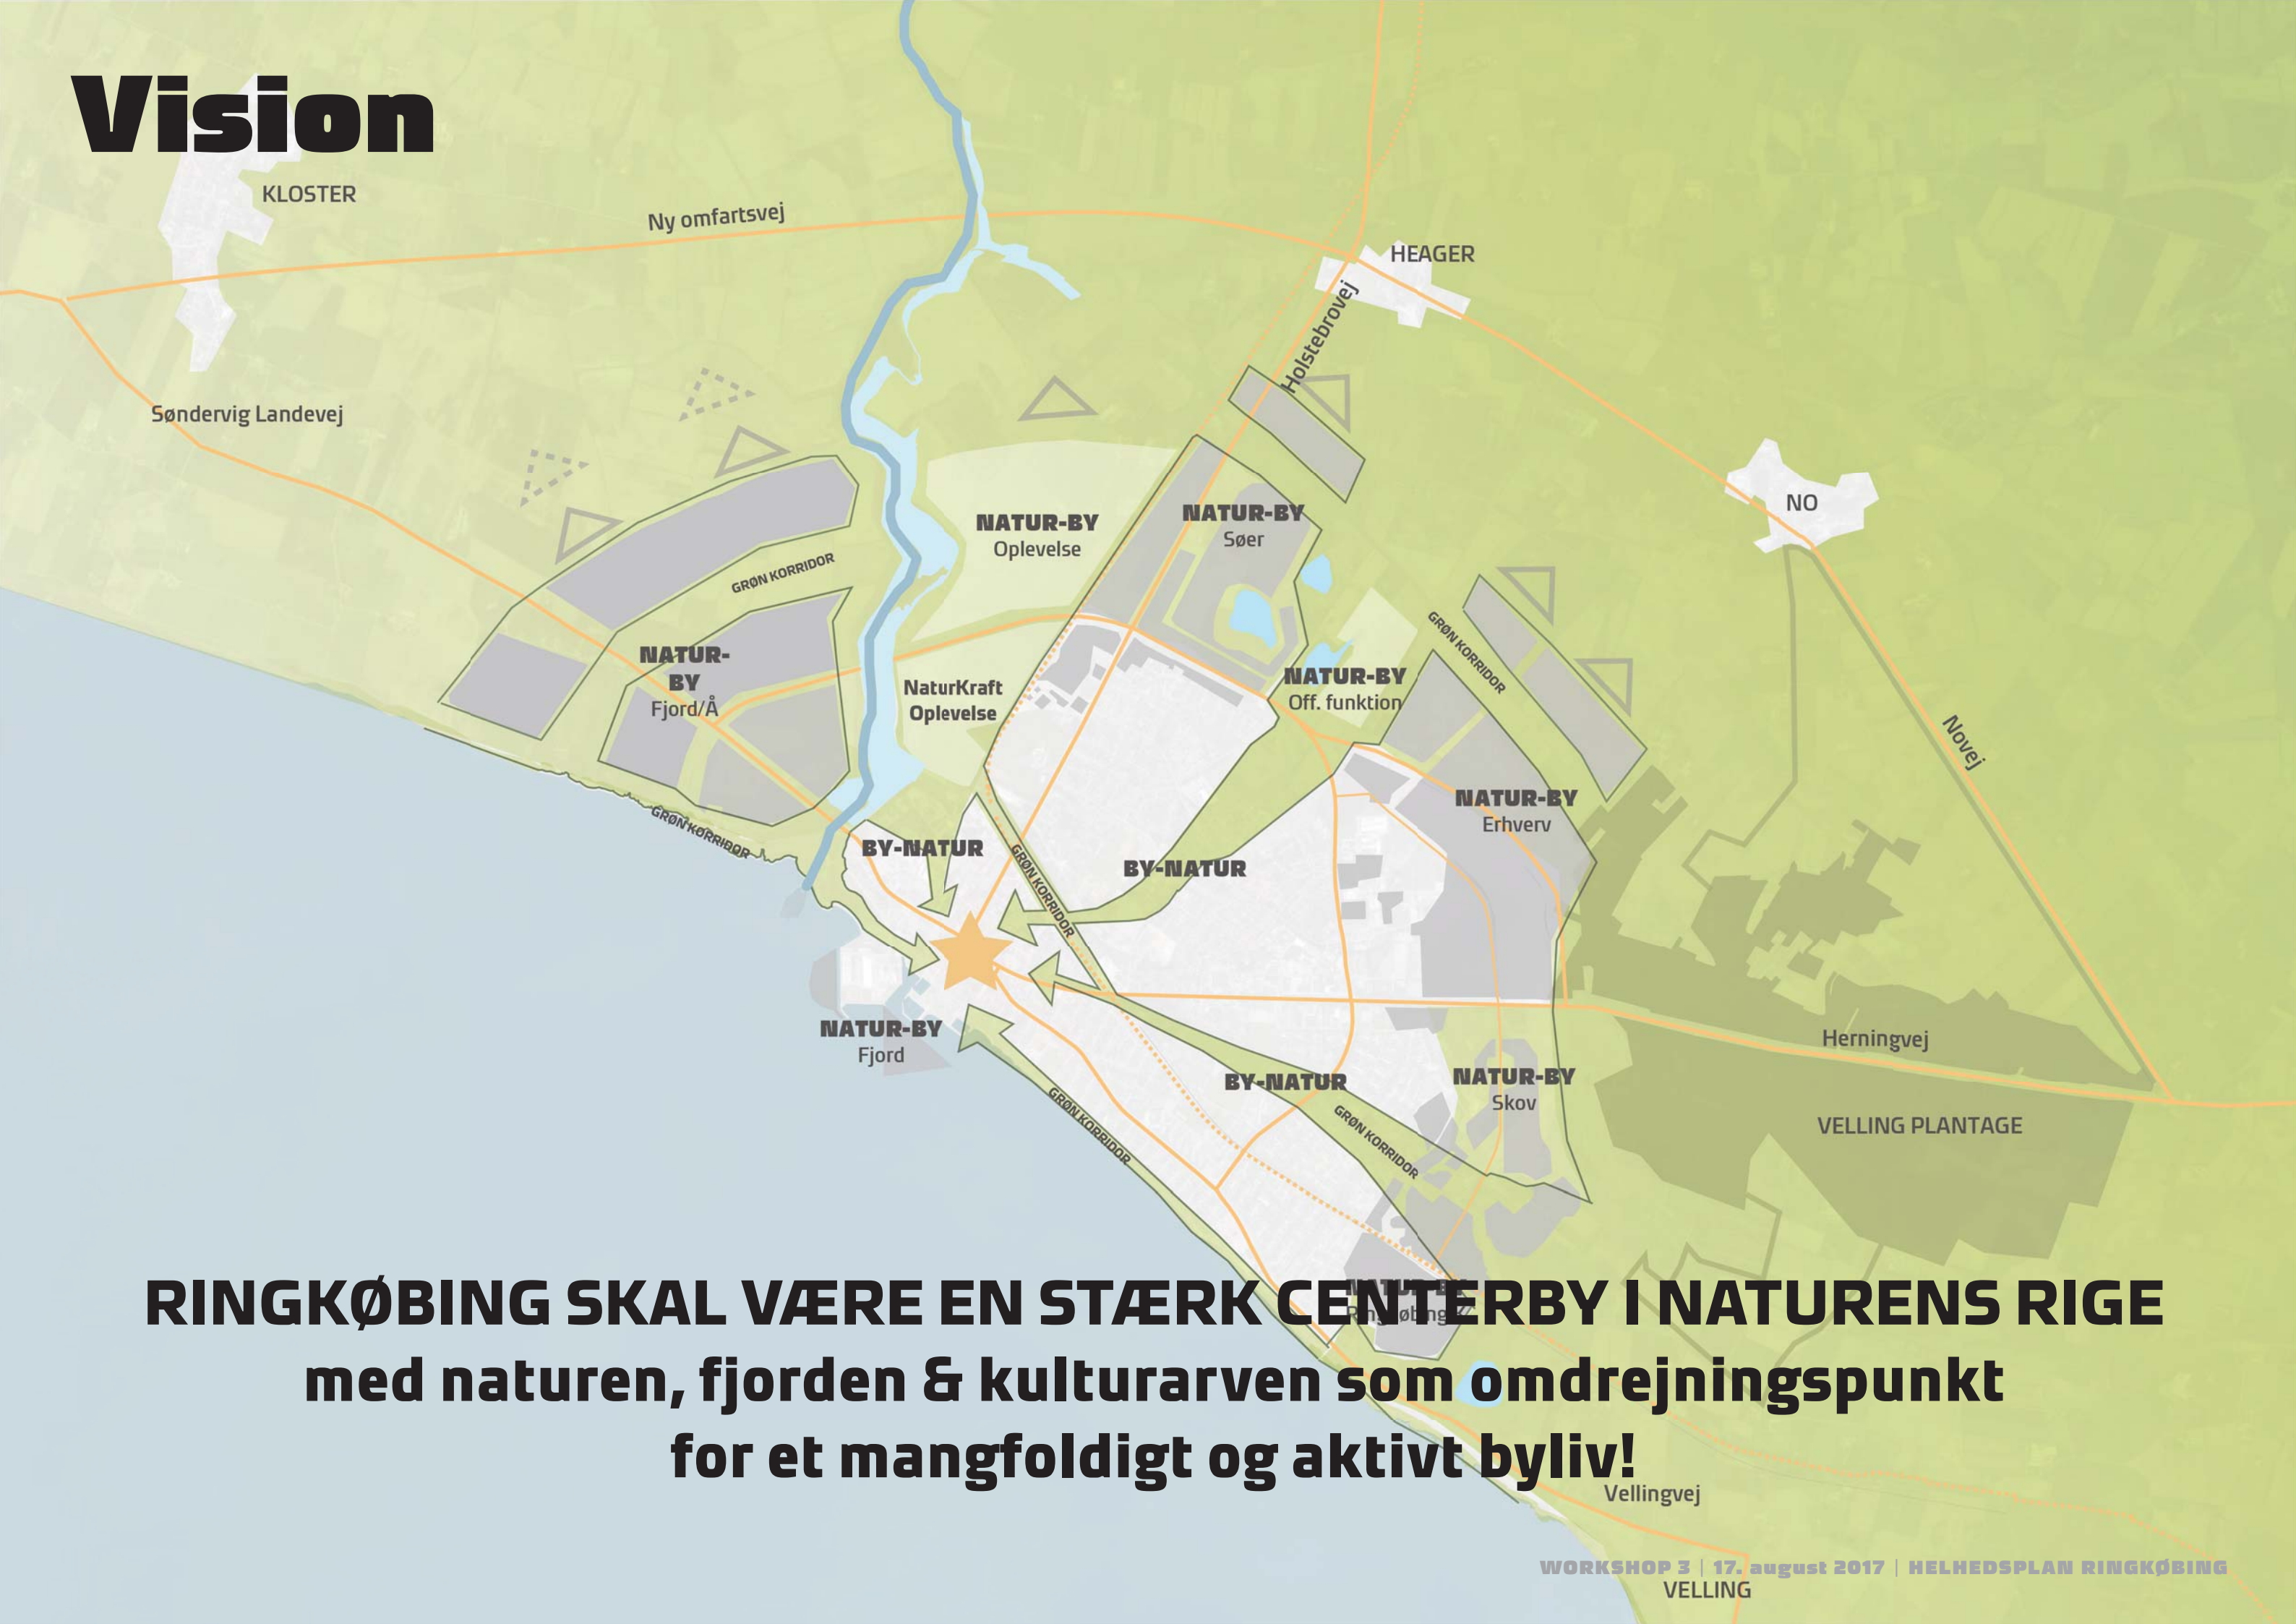 Vision
KLOSTER
Ny omfartsvej
HEAGER
Holstebrovej
Søndervig Landevej
NO
NATUR-BY
Oplevelse
NATUR-BY
Søer
GRØN KORRIDOR
NATUR-
BY
Fjord/Å
NaturKraft
Oplevelse
NATUR-BY
Off. funktion
GRØN KORRIDOR
Novej
NATUR-BY
Erhverv
GRØN KORRIDOR
BY-NATUR
GRØN KORRIDOR
BY-NATUR
NATUR-BY
Fjord
Herningvej
BY-NATUR
NATUR-BY
Skov
GRØN KORRIDOR
GRØN KORRIDOR
VELLING PLANTAGE
RINGKØBING SKAL VÆRE EN STÆRK CENTERBY I NATURENS RIGE
med naturen, fjorden & kulturarven som omdrejningspunkt
for et mangfoldigt og aktivt byliv!
Vellingvej
WORKSHOP 3 | 17. august 2017 | HELHEDSPLAN RINGKØBING
VELLING